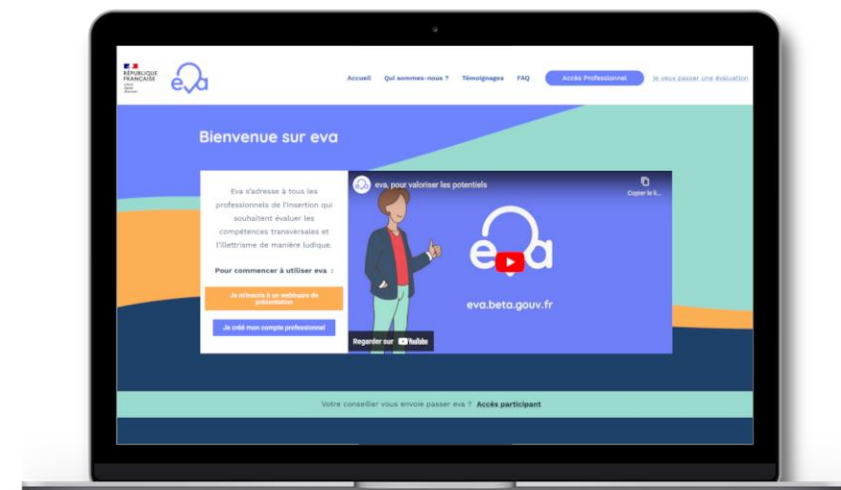 RÉPUBLIQUE
FRANÇAISE
eva
Accueil Qui sommes-nous ? Témoignages FAQ Accès Professionnel je veux passer une évaluation
Bienvenue sur eva
Eva s'adresse à tous les
professionnels de l'insertion qui
souhaitent évaluer les
compétences transversales et
l'illettrisme de manière ludique.
Pour commencer à utiliser eva :
Je m'inscris à un webinaire de
présentation
Je créé mon compte professionnel
eva, pour valoriser les potentiels
Copier le li...
eva
eva.beta.gouv.fr
Regarder sur YouTube
Votre conseiller vous envoie passer eva ? Accès participant